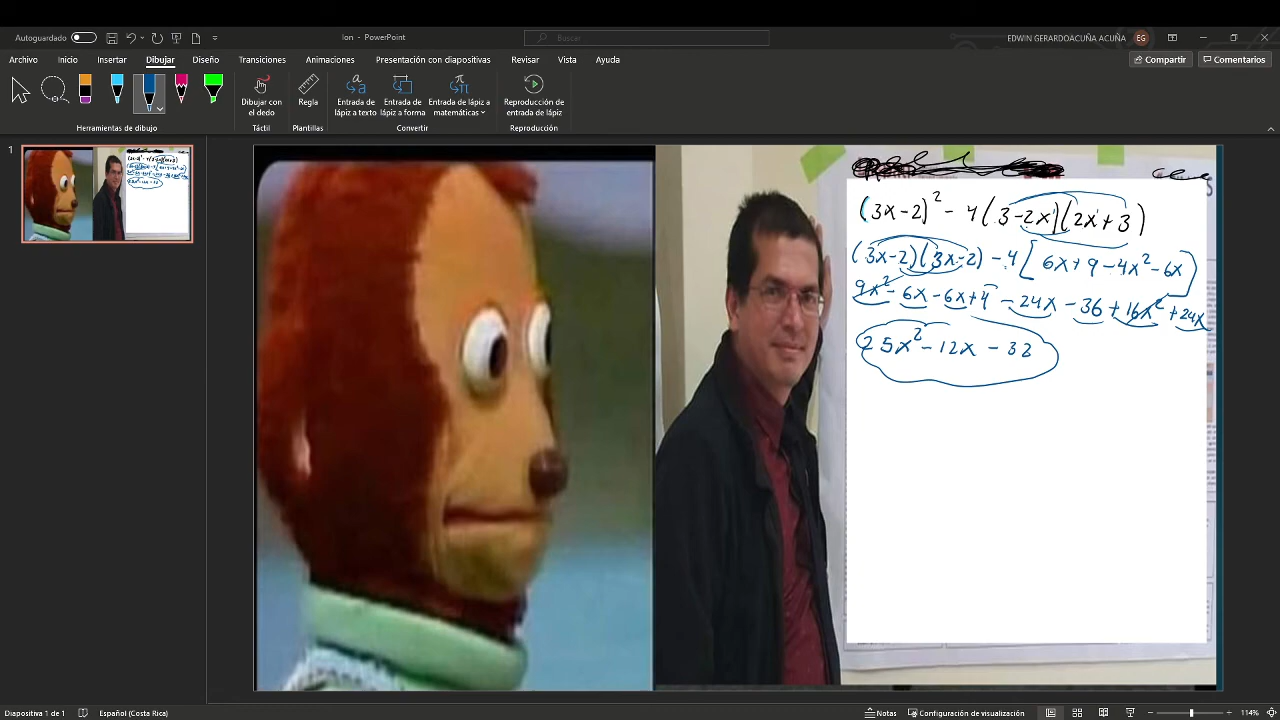 Autoguardado
Ion - PowerPoint
Buscar
EDWIN GERARDOACUÑA ACUÑA
EG
Archivo
Inicio
Insertar
Dibujar
Diseño
Transiciones
Animaciones
Presentación con diapositivas
Revisar
Vista
Ayuda
Compartir
Comentarios
Dibujar con el dedo
Regla
Entrada de lápiz a texto
Entrada de lápiz a forma
Entrada de lápiz a matemáticas
Reproducción de entrada de lápiz
Herramientas de dibujo
Táctil
Plantillas
Convertir
Reproducción
1
(3x-2)² - 4(3-2x)(2x+3)
(3x-2)(3x-2) - 4[6x+9-4x²-6x]
9x² - 6x - 6x + 4 - 24x - 36 + 16x² + 24x
25x² - 12x - 32
Diapositiva 1 de 1
Español (Costa Rica)
Notas
Configuración de visualización
114%